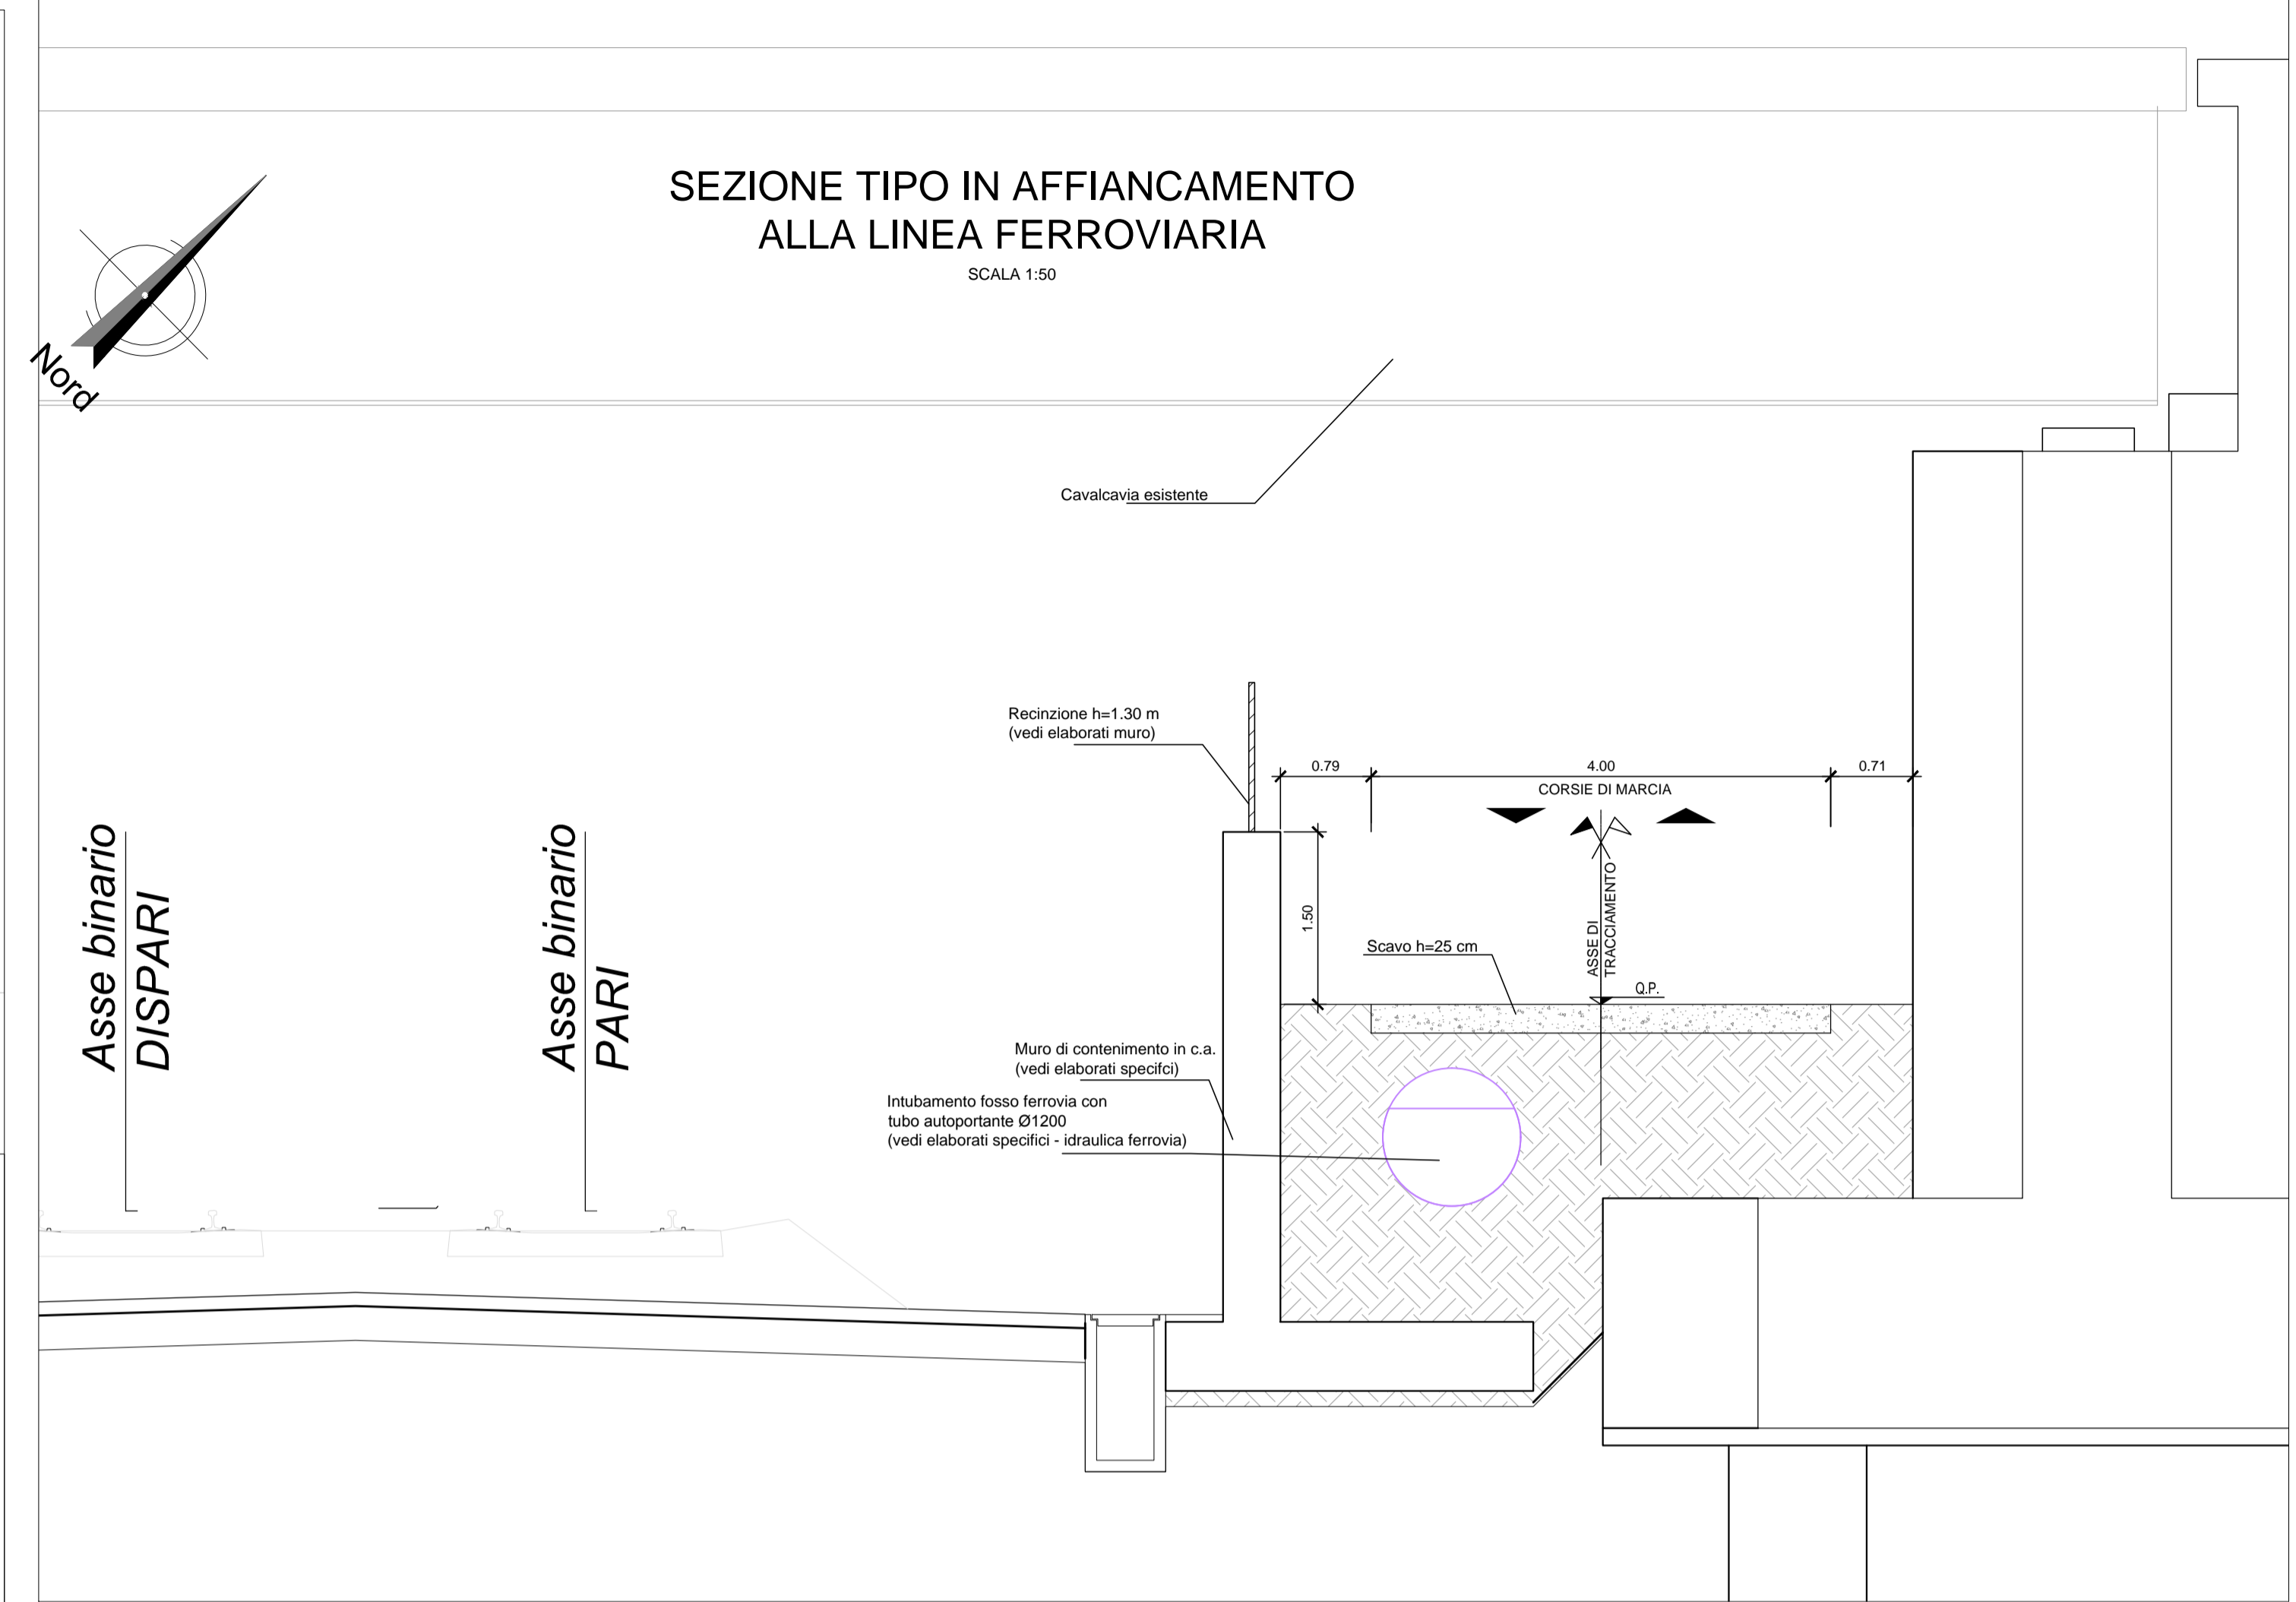 SEZIONE TIPO IN AFFIANCAMENTO
ALLA LINEA FERROVIARIA
SCALA 1:50
Nord
Cavalcavia esistente
Recinzione h=1.30 m
(vedi elaborati muro)
0.79
4.00
0.71
CORSIE DI MARCIA
Asse binario
DISPARI
Asse binario
PARI
1.50
ASSE DI
TRACCIAMENTO
Scavo h=25 cm
Q.P.
Muro di contenimento in c.a.
(vedi elaborati specifci)
Intubamento fosso ferrovia con
tubo autoportante Ø1200
(vedi elaborati specifici - idraulica ferrovia)